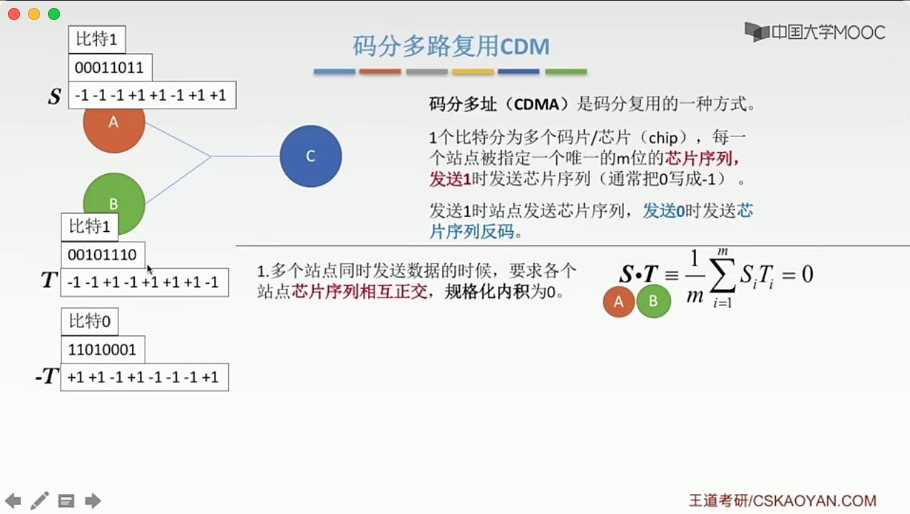 比特1
00011011
S -1 -1 -1 +1 +1 -1 +1 +1
A
B
C
比特1
00101110
T -1 -1 +1 -1 +1 +1 +1 -1
比特0
11010001
-T +1 +1 -1 +1 -1 -1 -1 +1
中国大学MOOC
码分多路复用CDM
码分多址（CDMA）是码分复用的一种方式。
1个比特分为多个码片/芯片（chip），每一
个站点被指定一个唯一的m位的芯片序列，
发送1时发送芯片序列（通常把0写成-1）。
发送1时站点发送芯片序列，发送0时发送芯
片序列反码。
1.多个站点同时发送数据的时候，要求各个
站点芯片序列相互正交，规格化内积为0。
S•T ≡ 1/m ∑_{i=1}^{m} S_i T_i = 0
A B
王道考研/CSKAOYAN.COM